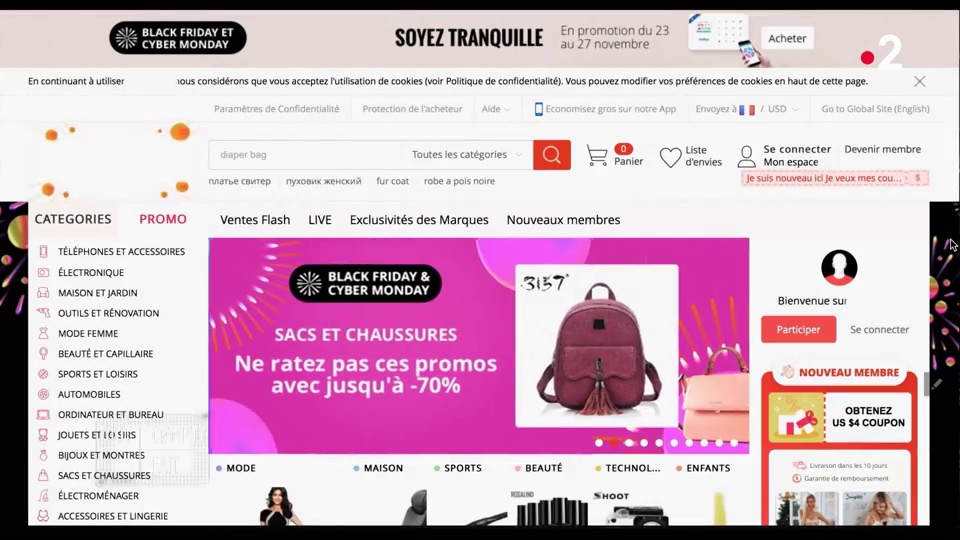 BLACK FRIDAY ET
CYBER MONDAY
SOYEZ TRANQUILLE
En promotion du 23
au 27 novembre
Acheter
2
En continuant à utiliser
nous considérons que vous acceptez l'utilisation de cookies (voir Politique de confidentialité). Vous pouvez modifier vos préférences de cookies en haut de cette page.
Paramètres de Confidentialité
Protection de l'acheteur
Aide
Economisez gros sur notre App
Envoyez à / USD
Go to Global Site (English)
diaper bag
Toutes les catégories
0
Panier
Liste
d'envies
Se connecter
Mon espace
Devenir membre
Je suis nouveau ici Je veux mes cou... $
платье свитер
пуховик женский
fur coat
robe a pois noire
CATEGORIES
PROMO
Ventes Flash
LIVE
Exclusivités des Marques
Nouveaux membres
TÉLÉPHONES ET ACCESSOIRES
ÉLECTRONIQUE
MAISON ET JARDIN
OUTILS ET RÉNOVATION
MODE FEMME
BEAUTÉ ET CAPILLAIRE
SPORTS ET LOISIRS
AUTOMOBILES
ORDINATEUR ET BUREAU
JOUETS ET LOISIRS
BIJOUX ET MONTRES
SACS ET CHAUSSURES
ÉLECTROMÉNAGER
ACCESSOIRES ET LINGERIE
BLACK FRIDAY &
CYBER MONDAY
SACS ET CHAUSSURES
Ne ratez pas ces promos
avec jusqu'à -70%
Bienvenue sur
Participer
Se connecter
NOUVEAU MEMBRE
OBTENEZ
US $4 COUPON
Livraison dans les 10 jours
Garantie de remboursement
MODE
MAISON
SPORTS
BEAUTÉ
TECHNOL...
ENFANTS
ROSALIND
SHOOT